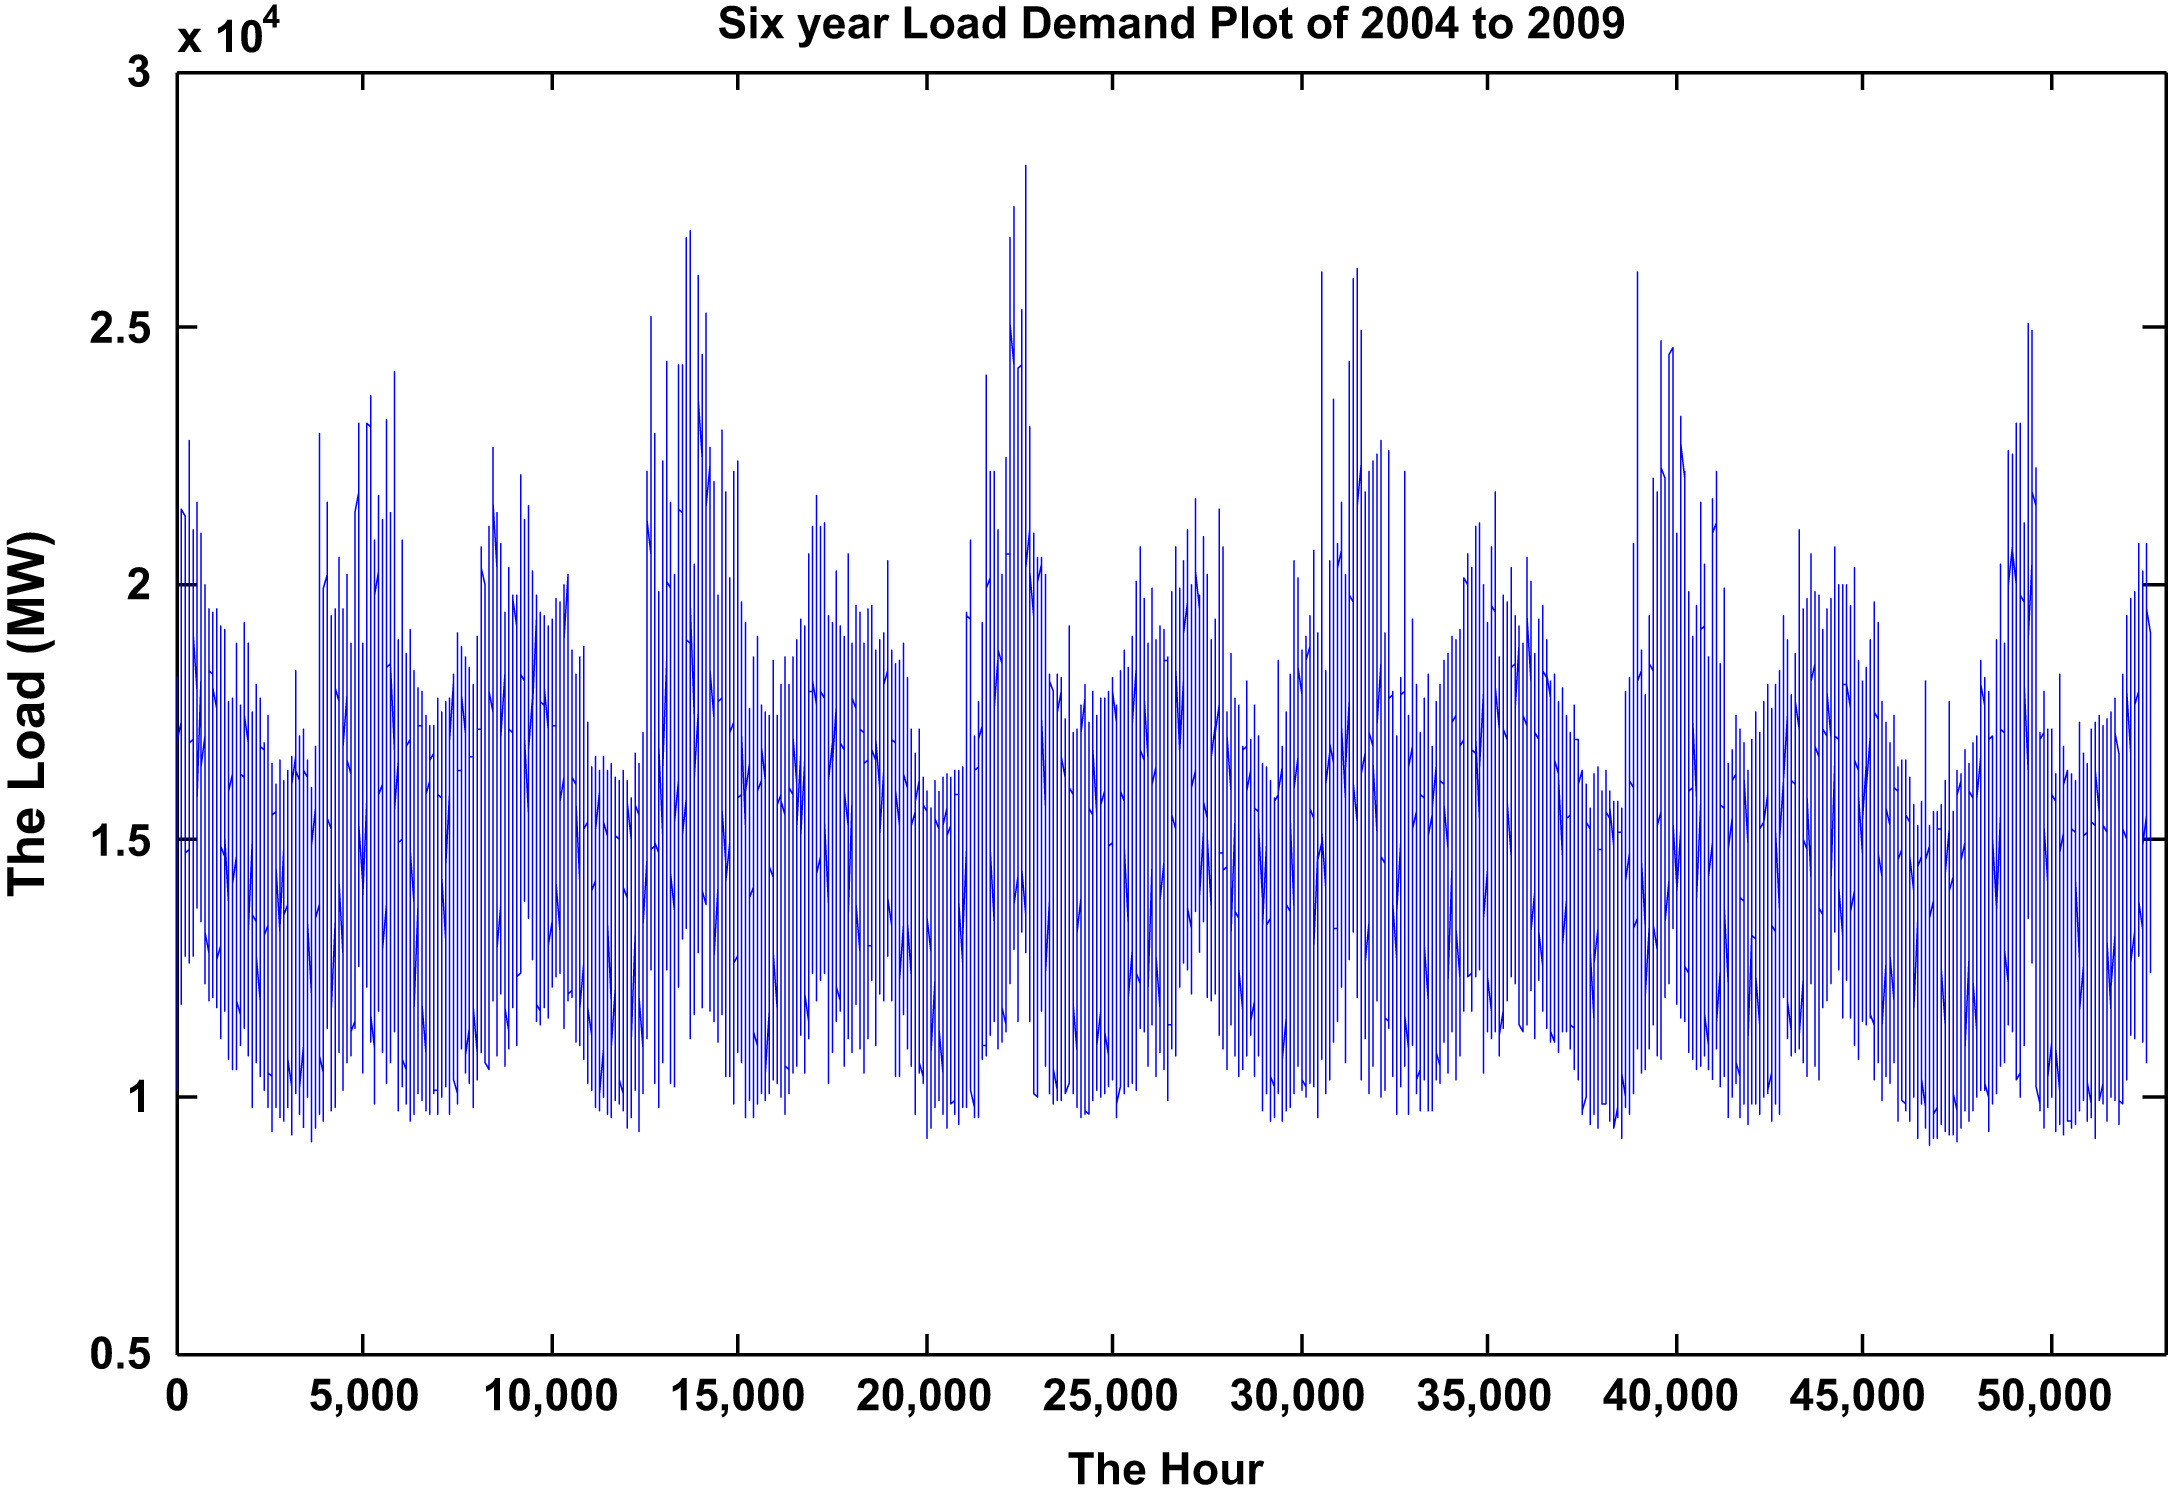 Six year Load Demand Plot of 2004 to 2009
x 10⁴
3
2.5
2
1.5
1
0.5
The Load (MW)
0 5,000 10,000 15,000 20,000 25,000 30,000 35,000 40,000 45,000 50,000
The Hour